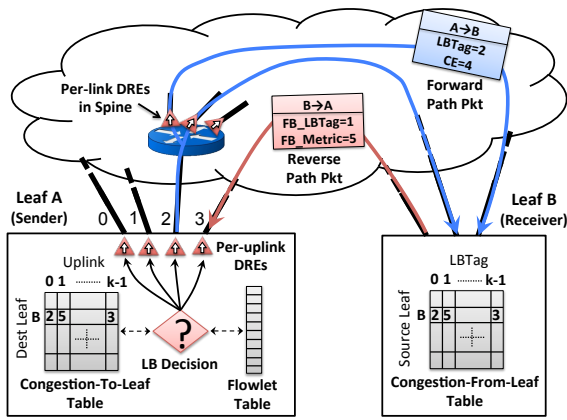 A→B
LBTag=2
CE=4
Forward
Path Pkt
Per-link DREs
in Spine
B→A
FB_LBTag=1
FB_Metric=5
Reverse
Path Pkt
Leaf A
(Sender)
0 1 2 3
Leaf B
(Receiver)
Per-uplink
DREs
Uplink
0 1 ........ k-1
Dest Leaf
B 2 5 3
Congestion-To-Leaf
Table
?
LB Decision
Flowlet
Table
LBTag
0 1 ........ k-1
Source Leaf
B 2 5 3
Congestion-From-Leaf
Table